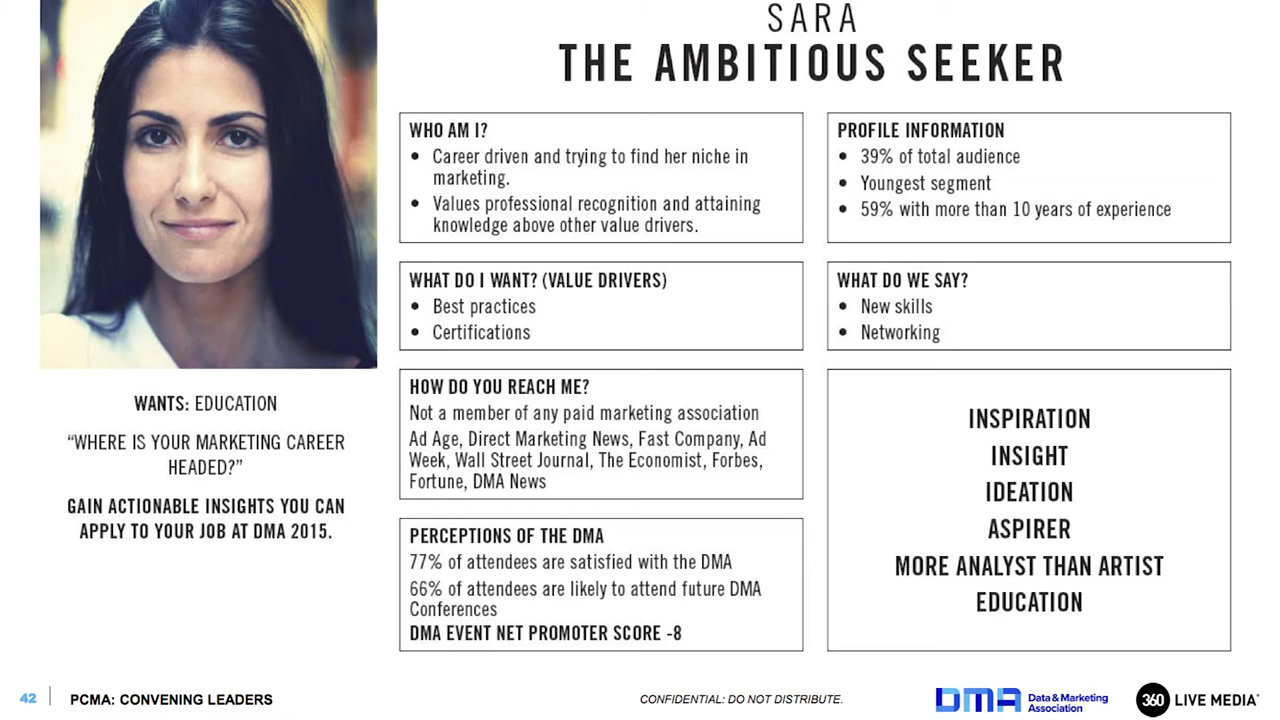 SARA
THE AMBITIOUS SEEKER
WHO AM I?
• Career driven and trying to find her niche in
marketing.
• Values professional recognition and attaining
knowledge above other value drivers.
PROFILE INFORMATION
• 39% of total audience
• Youngest segment
• 59% with more than 10 years of experience
WHAT DO I WANT? (VALUE DRIVERS)
• Best practices
• Certifications
WHAT DO WE SAY?
• New skills
• Networking
HOW DO YOU REACH ME?
Not a member of any paid marketing association
Ad Age, Direct Marketing News, Fast Company, Ad
Week, Wall Street Journal, The Economist, Forbes,
Fortune, DMA News
PERCEPTIONS OF THE DMA
77% of attendees are satisfied with the DMA
66% of attendees are likely to attend future DMA
Conferences
DMA EVENT NET PROMOTER SCORE -8
INSPIRATION
INSIGHT
IDEATION
ASPIRER
MORE ANALYST THAN ARTIST
EDUCATION
WANTS: EDUCATION
“WHERE IS YOUR MARKETING CAREER
HEADED?”
GAIN ACTIONABLE INSIGHTS YOU CAN
APPLY TO YOUR JOB AT DMA 2015.
42
PCMA: CONVENING LEADERS
CONFIDENTIAL: DO NOT DISTRIBUTE.
DMA Data & Marketing
Association
360 LIVE MEDIA